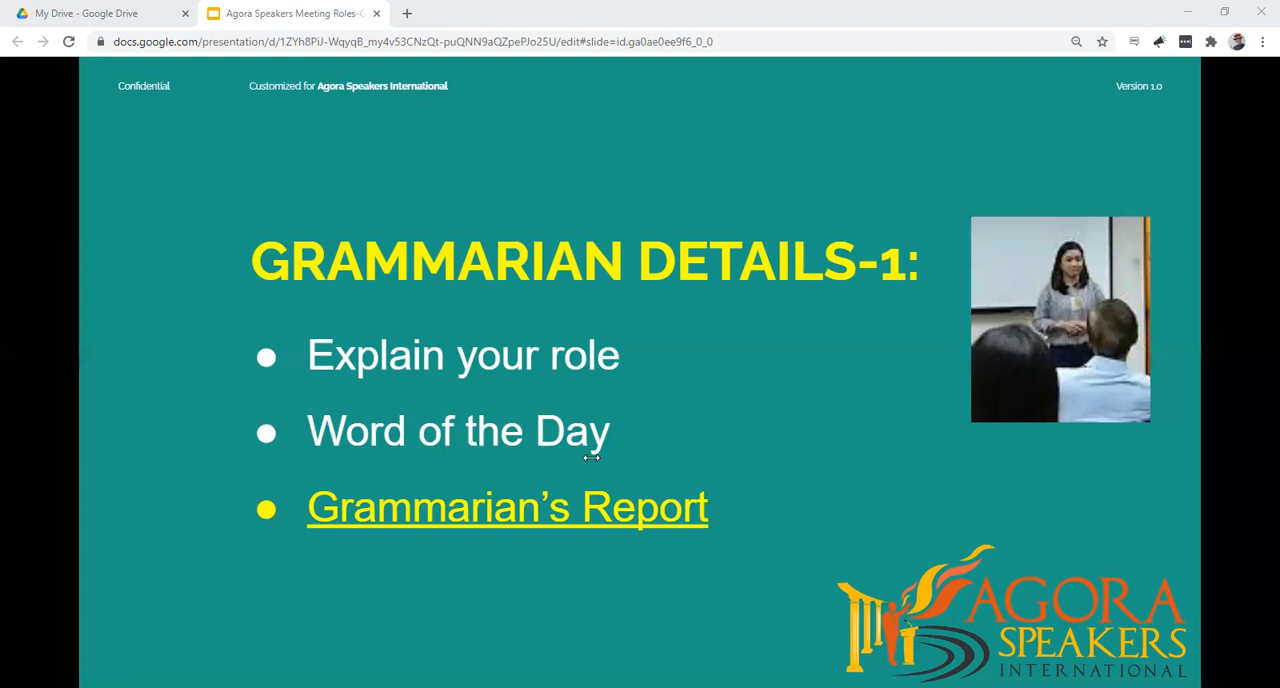 My Drive - Google Drive
Agora Speakers Meeting Roles-G
docs.google.com/presentation/d/1ZYh8PiJ-WqyqB_my4v53CNzQt-puQNN9aQZpePJo25U/edit#slide=id.ga0ae0ee9f6_0_0
Confidential
Customized for Agora Speakers International
Version 1.0
GRAMMARIAN DETAILS-1:
● Explain your role
● Word of the Day
● Grammarian’s Report
AGORA
SPEAKERS
INTERNATIONAL